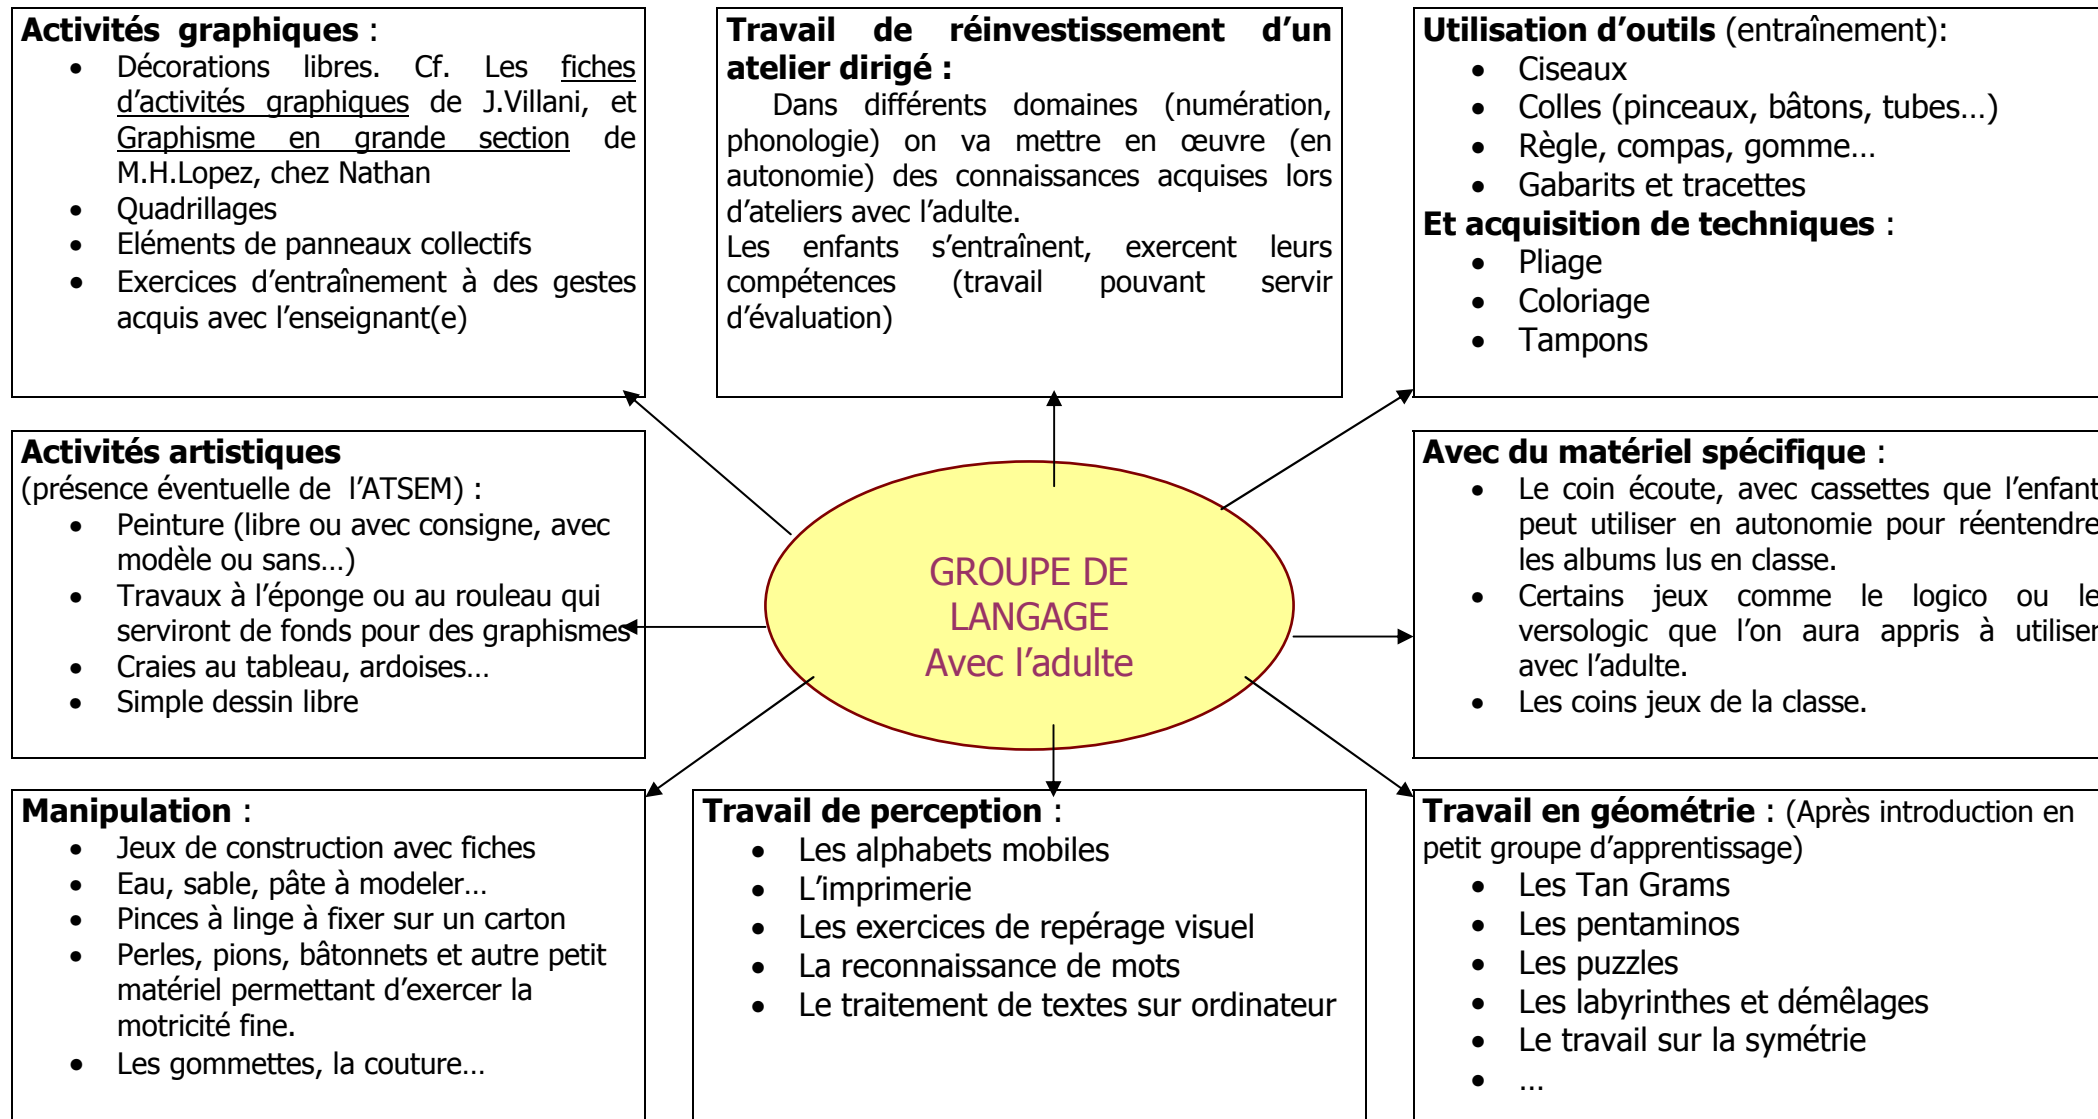 Activités graphiques :
• Décorations libres. Cf. Les fiches
d’activités graphiques de J.Villani, et
Graphisme en grande section de
M.H.Lopez, chez Nathan
• Quadrillages
• Eléments de panneaux collectifs
• Exercices d’entraînement à des gestes
acquis avec l’enseignant(e)
Travail de réinvestissement d’un
atelier dirigé :
Dans différents domaines (numération,
phonologie) on va mettre en œuvre (en
autonomie) des connaissances acquises lors
d’ateliers avec l’adulte.
Les enfants s’entraînent, exercent leurs
compétences (travail pouvant servir
d’évaluation)
Utilisation d’outils (entraînement):
• Ciseaux
• Colles (pinceaux, bâtons, tubes…)
• Règle, compas, gomme…
• Gabarits et tracettes
Et acquisition de techniques :
• Pliage
• Coloriage
• Tampons
Activités artistiques
(présence éventuelle de l’ATSEM) :
• Peinture (libre ou avec consigne, avec
modèle ou sans…)
• Travaux à l’éponge ou au rouleau qui
serviront de fonds pour des graphismes
• Craies au tableau, ardoises…
• Simple dessin libre
GROUPE DE
LANGAGE
Avec l’adulte
Avec du matériel spécifique :
• Le coin écoute, avec cassettes que l’enfant
peut utiliser en autonomie pour réentendre
les albums lus en classe.
• Certains jeux comme le logico ou le
versologic que l’on aura appris à utiliser
avec l’adulte.
• Les coins jeux de la classe.
Manipulation :
• Jeux de construction avec fiches
• Eau, sable, pâte à modeler…
• Pinces à linge à fixer sur un carton
• Perles, pions, bâtonnets et autre petit
matériel permettant d’exercer la
motricité fine.
• Les gommettes, la couture…
Travail de perception :
• Les alphabets mobiles
• L’imprimerie
• Les exercices de repérage visuel
• La reconnaissance de mots
• Le traitement de textes sur ordinateur
Travail en géométrie : (Après introduction en
petit groupe d’apprentissage)
• Les Tan Grams
• Les pentaminos
• Les puzzles
• Les labyrinthes et démêlages
• Le travail sur la symétrie
• …